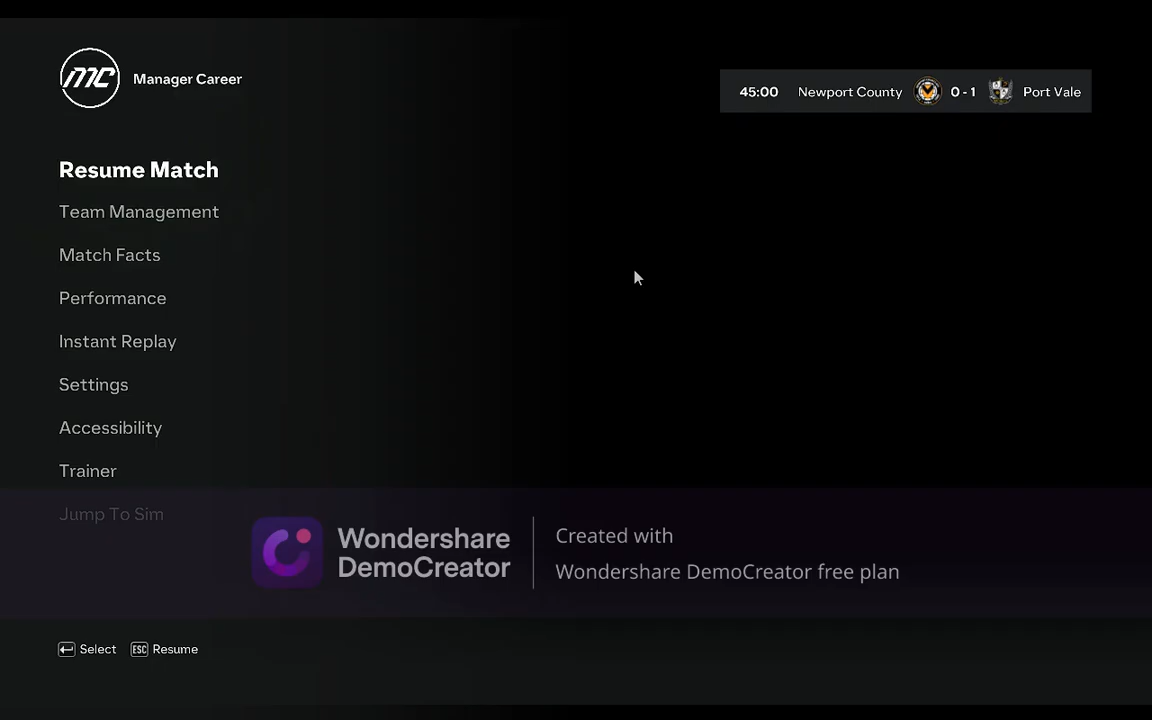 MC Manager Career
45:00 Newport County 0 - 1 Port Vale
Resume Match
Team Management
Match Facts
Performance
Instant Replay
Settings
Accessibility
Trainer
Jump To Sim
Wondershare
DemoCreator
Created with
Wondershare DemoCreator free plan
Select ESC Resume